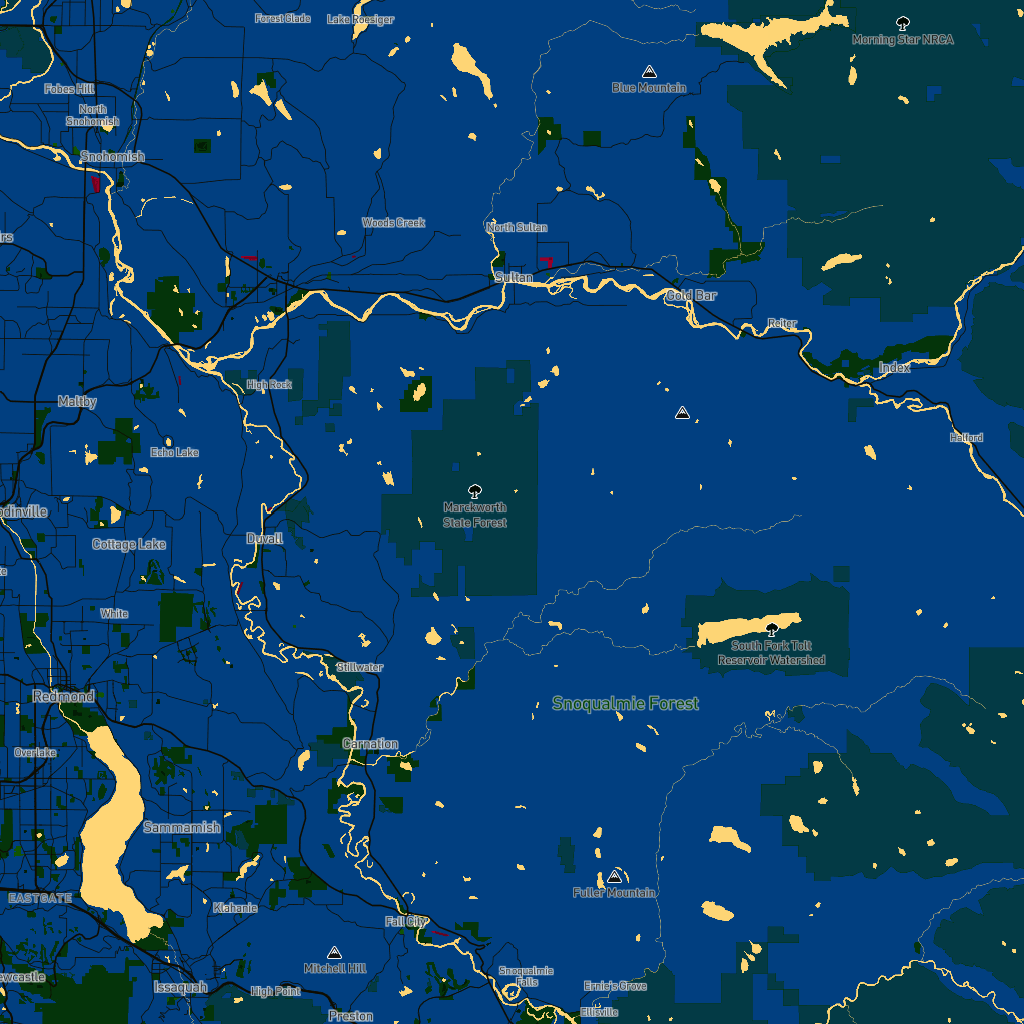 Forest Glade
Lake Roesiger
Morning Star NRCA
Fobes Hill
Blue Mountain
North
Snohomish
Snohomish
Woods Creek
North Sultan
rs
Sultan
Gold Bar
Reiter
Index
High Rock
Maltby
Halford
Echo Lake
Marckworth
State Forest
odinville
Duvall
Cottage Lake
e
White
South Fork Tolt
Reservoir Watershed
Stillwater
Redmond
Snoqualmie Forest
Carnation
Overlake
Sammamish
Fuller Mountain
EASTGATE
Klahanie
Fall City
Mitchell Hill
Snoqualmie
Falls
ewcastle
Issaquah
High Point
Ernie's Grove
Ellisville
Preston